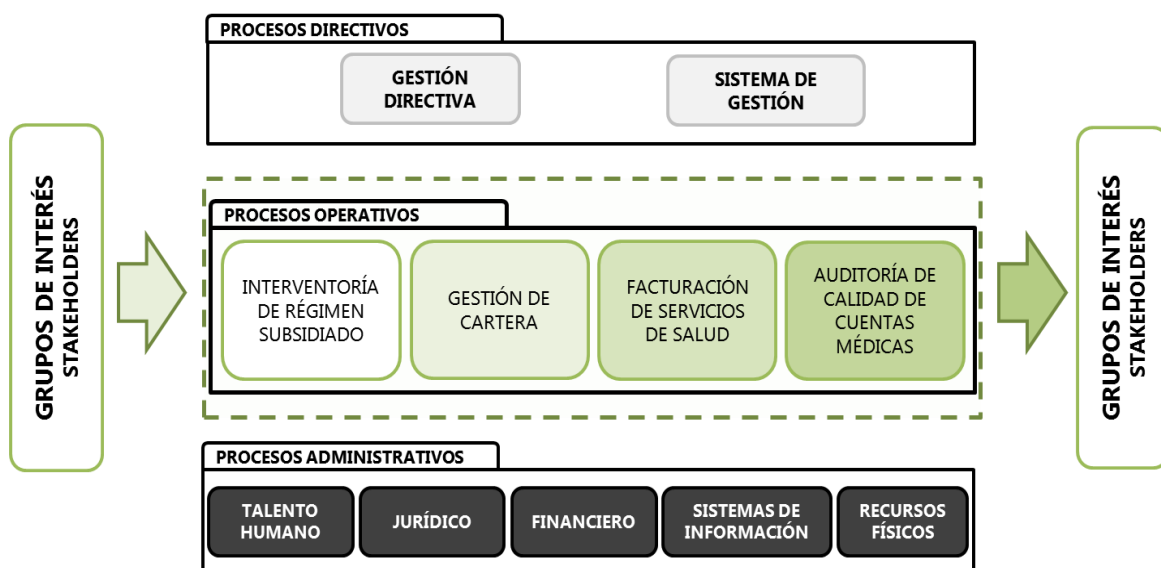 PROCESOS DIRECTIVOS
GESTIÓN
DIRECTIVA
SISTEMA DE
GESTIÓN
GRUPOS DE INTERÉS
STAKEHOLDERS
PROCESOS OPERATIVOS
INTERVENTORÍA
DE RÉGIMEN
SUBSIDIADO
GESTIÓN DE
CARTERA
FACTURACIÓN
DE SERVICIOS
DE SALUD
AUDITORÍA DE
CALIDAD DE
CUENTAS
MÉDICAS
GRUPOS DE INTERÉS
STAKEHOLDERS
PROCESOS ADMINISTRATIVOS
TALENTO
HUMANO
JURÍDICO
FINANCIERO
SISTEMAS DE
INFORMACIÓN
RECURSOS
FÍSICOS